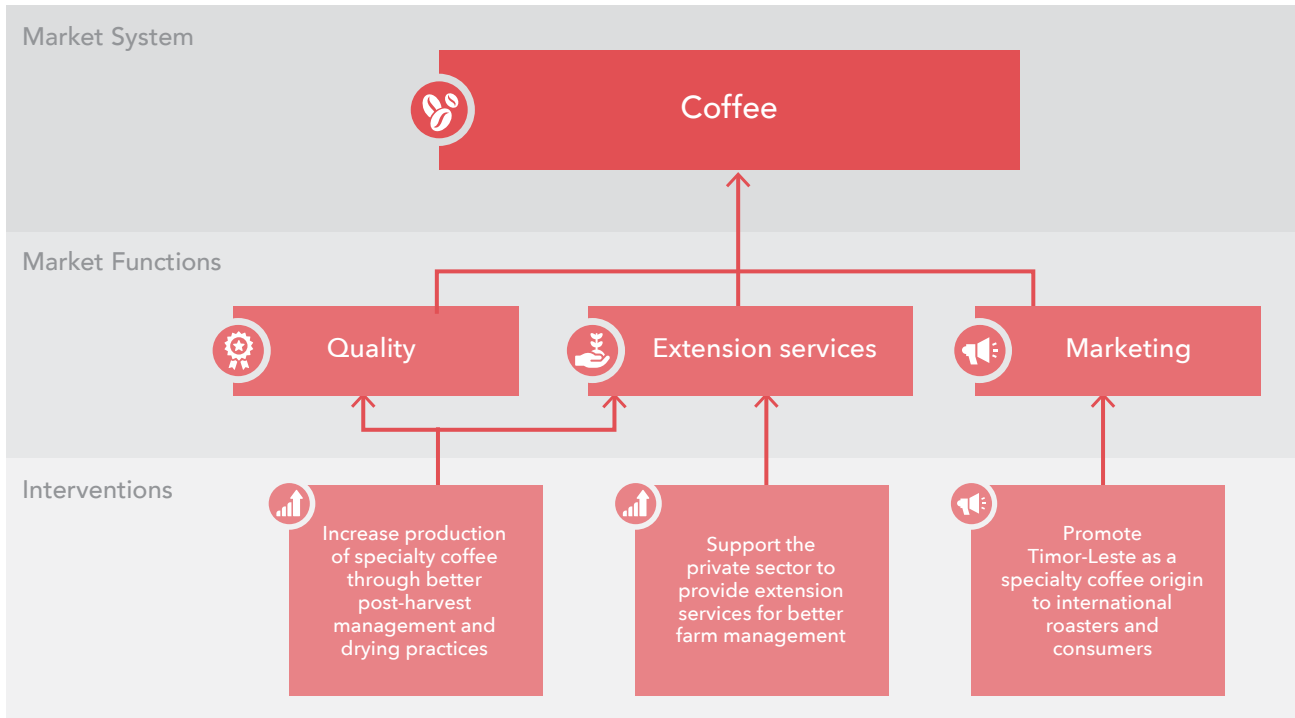 Market System
Coffee
Market Functions
Quality
Extension services
Marketing
Interventions
Increase production
of specialty coffee
through better
post-harvest
management and
drying practices
Support the
private sector to
provide extension
services for better
farm management
Promote
Timor-Leste as a
specialty coffee origin
to international
roasters and
consumers